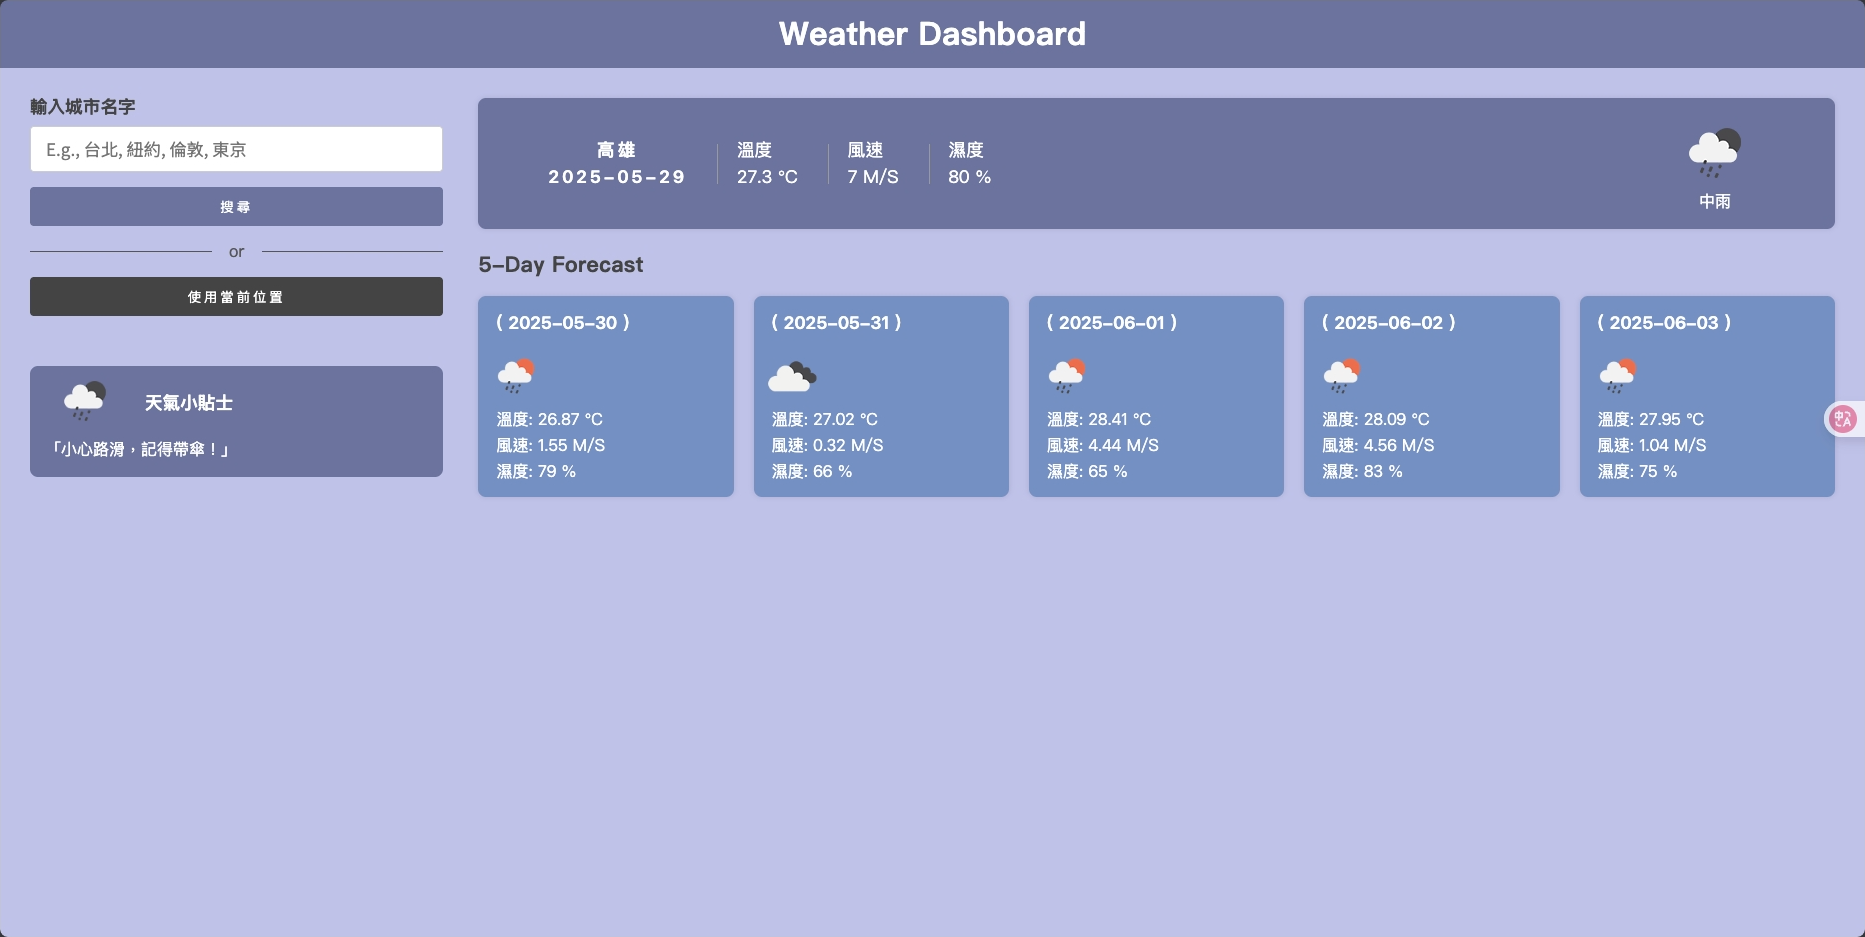 Weather Dashboard
輸入城市名字
E.g., 台北, 紐約, 倫敦, 東京
搜尋
or
使用當前位置
天氣小貼士
「小心路滑，記得帶傘！」
高雄
2025-05-29
溫度
27.3 °C
風速
7 M/S
濕度
80 %
中雨
5-Day Forecast
( 2025-05-30 )
溫度: 26.87 °C
風速: 1.55 M/S
濕度: 79 %
( 2025-05-31 )
溫度: 27.02 °C
風速: 0.32 M/S
濕度: 66 %
( 2025-06-01 )
溫度: 28.41 °C
風速: 4.44 M/S
濕度: 65 %
( 2025-06-02 )
溫度: 28.09 °C
風速: 4.56 M/S
濕度: 83 %
( 2025-06-03 )
溫度: 27.95 °C
風速: 1.04 M/S
濕度: 75 %
中A